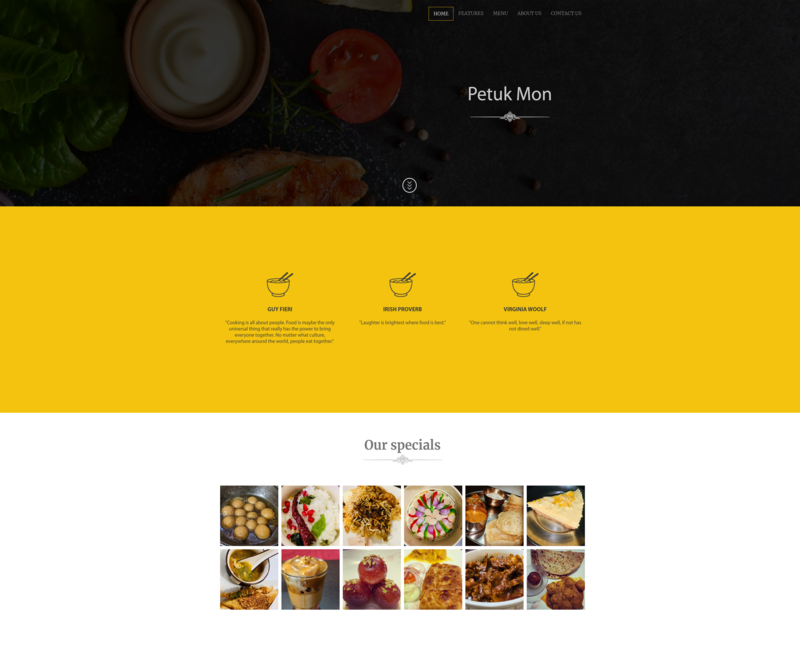 HOME FEATURES MENU ABOUT US CONTACT US
Petuk Mon
GUY FIERI
"Cooking is all about people. Food is maybe the only
universal thing that really has the power to bring
everyone together. No matter what culture,
everywhere around the world, people eat together."
IRISH PROVERB
"Laughter is brightest where food is best."
VIRGINIA WOOLF
"One cannot think well, love well, sleep well, if not has
not dined well."
Our specials